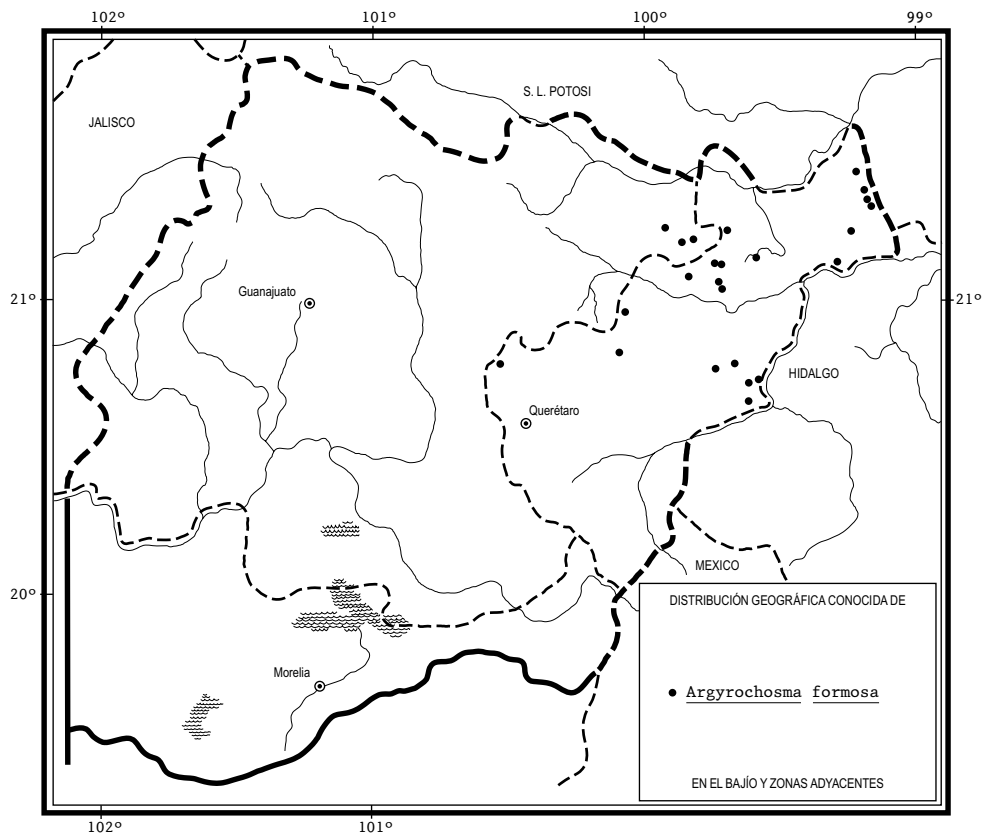 102º 101º 100º 99º
S. L. POTOSI
JALISCO
Guanajuato
21º 21º
HIDALGO
Querétaro
MEXICO
20º
DISTRIBUCIÓN GEOGRÁFICA CONOCIDA DE
Morelia
Argyrochosma formosa
EN EL BAJÍO Y ZONAS ADYACENTES
102º 101º